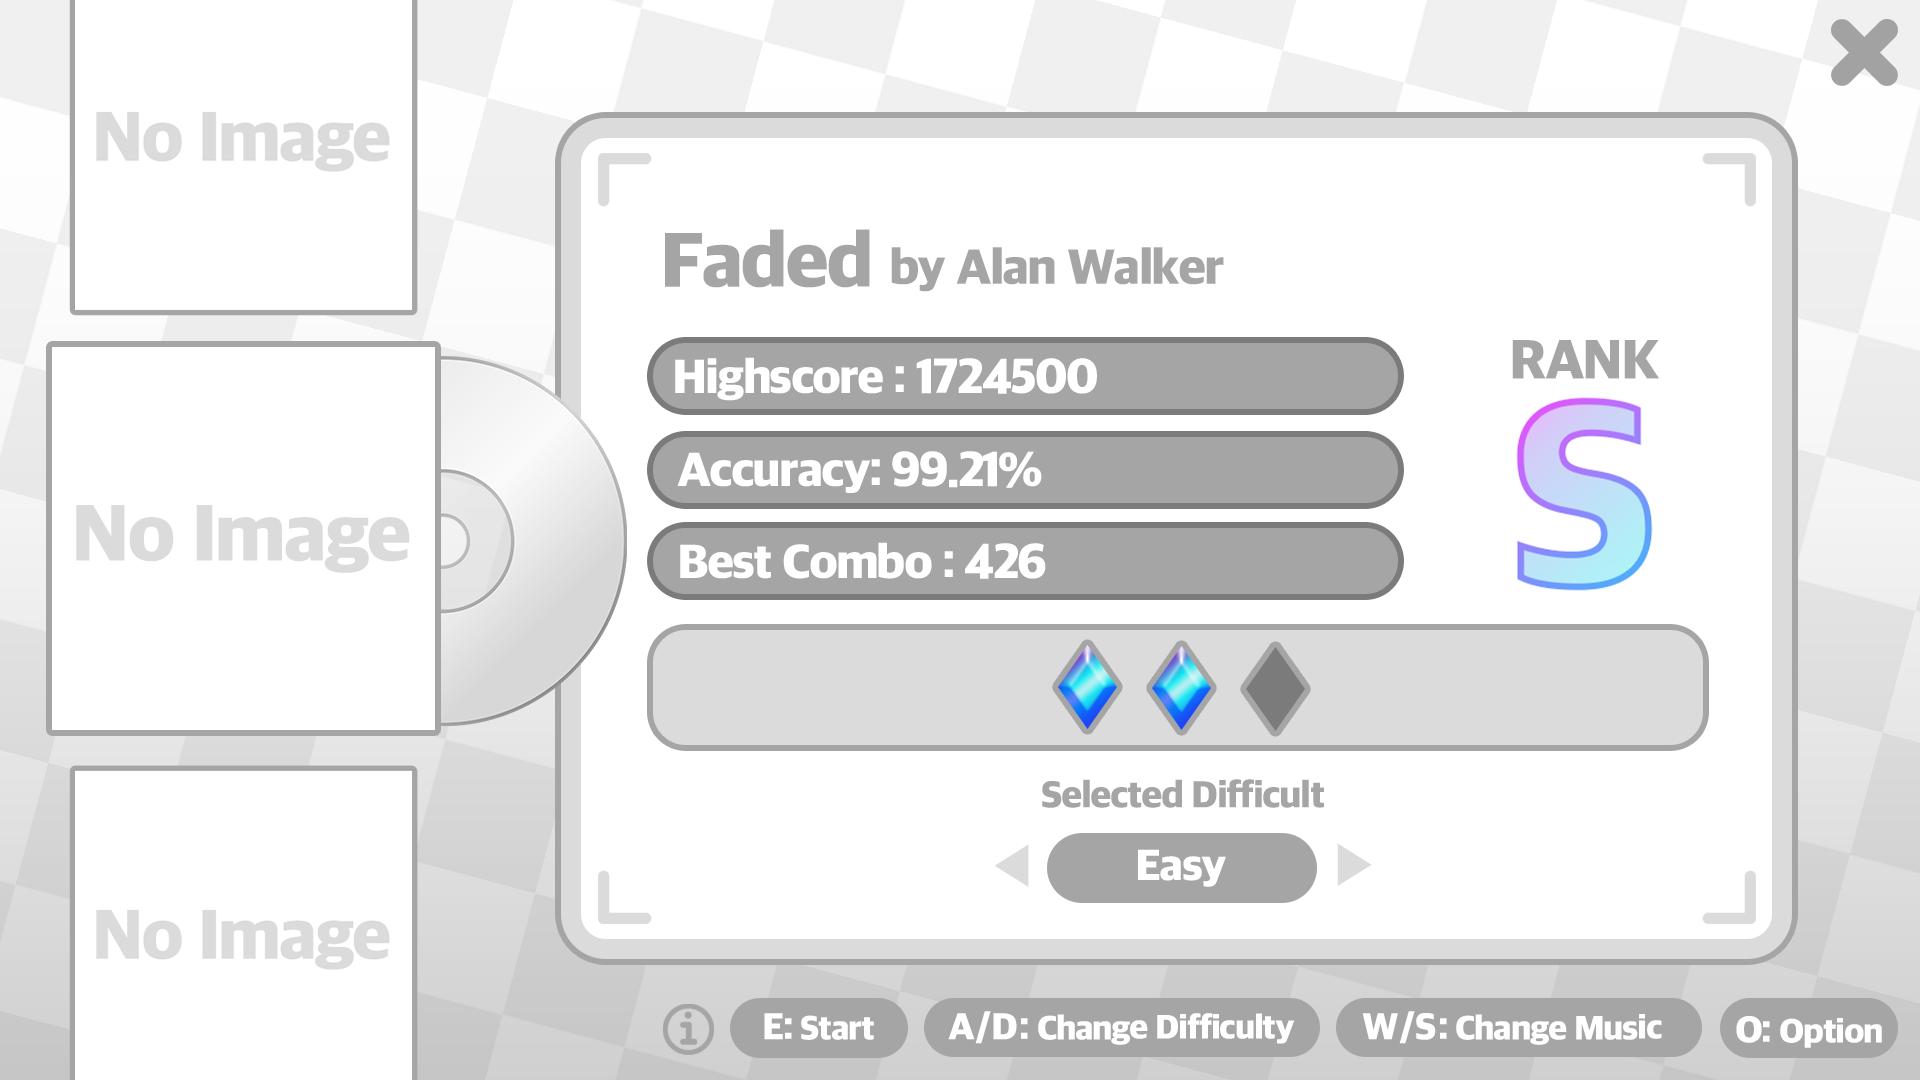 No Image
No Image
No Image
Faded by Alan Walker
Highscore : 1724500
Accuracy: 99.21%
Best Combo : 426
RANK
S
Selected Difficult
Easy
E: Start
A/D: Change Difficulty
W/S: Change Music
O: Option